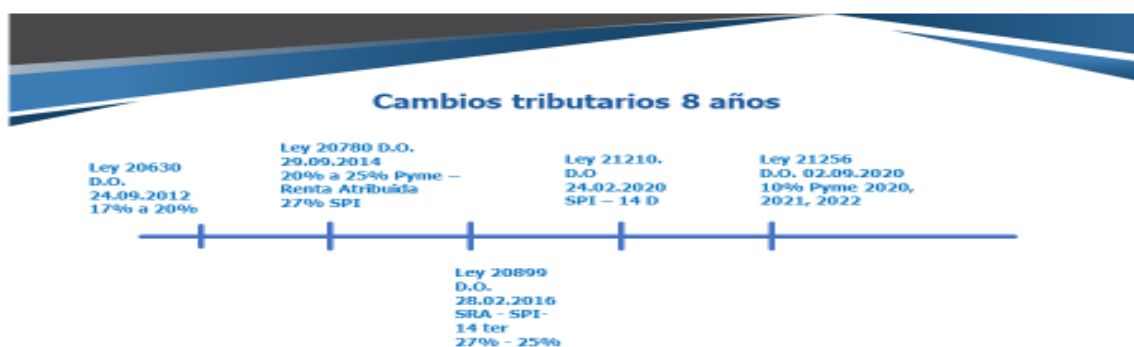 Cambios tributarios 8 años
Ley 20630
D.O.
24.09.2012
17% a 20%
Ley 20780 D.O.
29.09.2014
20% a 25% Pyme –
Renta Atribuida
27% SPI
Ley 20899
D.O.
28.02.2016
SRA - SPI-
14 ter
27% - 25%
Ley 21210.
D.O
24.02.2020
SPI – 14 D
Ley 21256
D.O. 02.09.2020
10% Pyme 2020,
2021, 2022